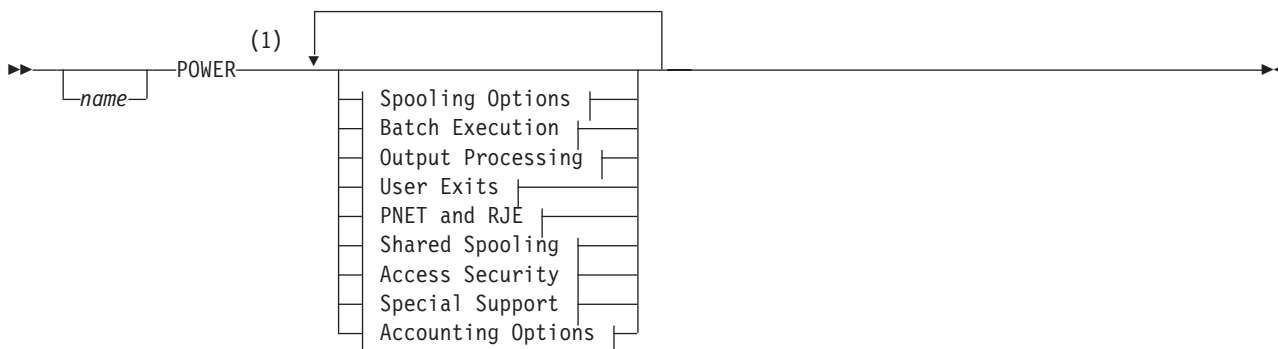 (1)
POWER
name
Spooling Options
Batch Execution
Output Processing
User Exits
PNET and RJE
Shared Spooling
Access Security
Special Support
Accounting Options